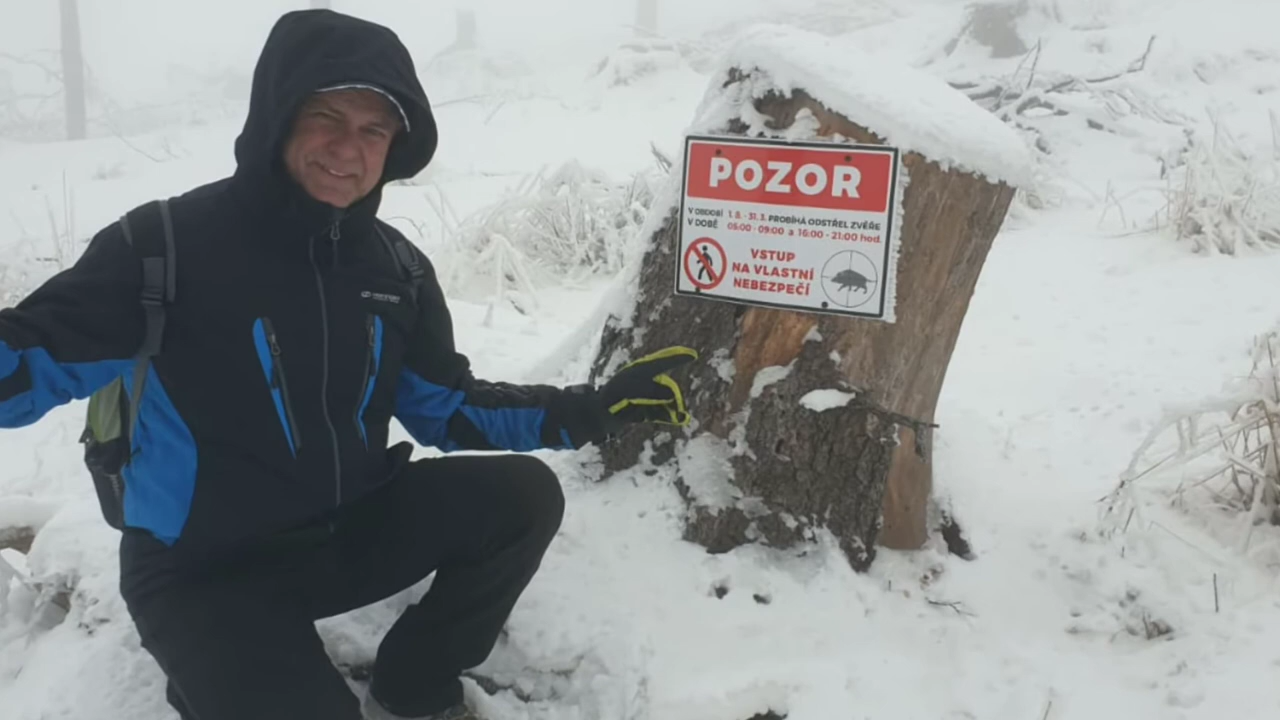 POZOR
V OBDOBÍ 1. 8. - 31. 3. PROBÍHÁ ODSTŘEL ZVĚŘE
V DOBĚ 05:00 - 09:00 a 16:00 - 21:00 hod.
VSTUP
NA VLASTNÍ
NEBEZPEČÍ